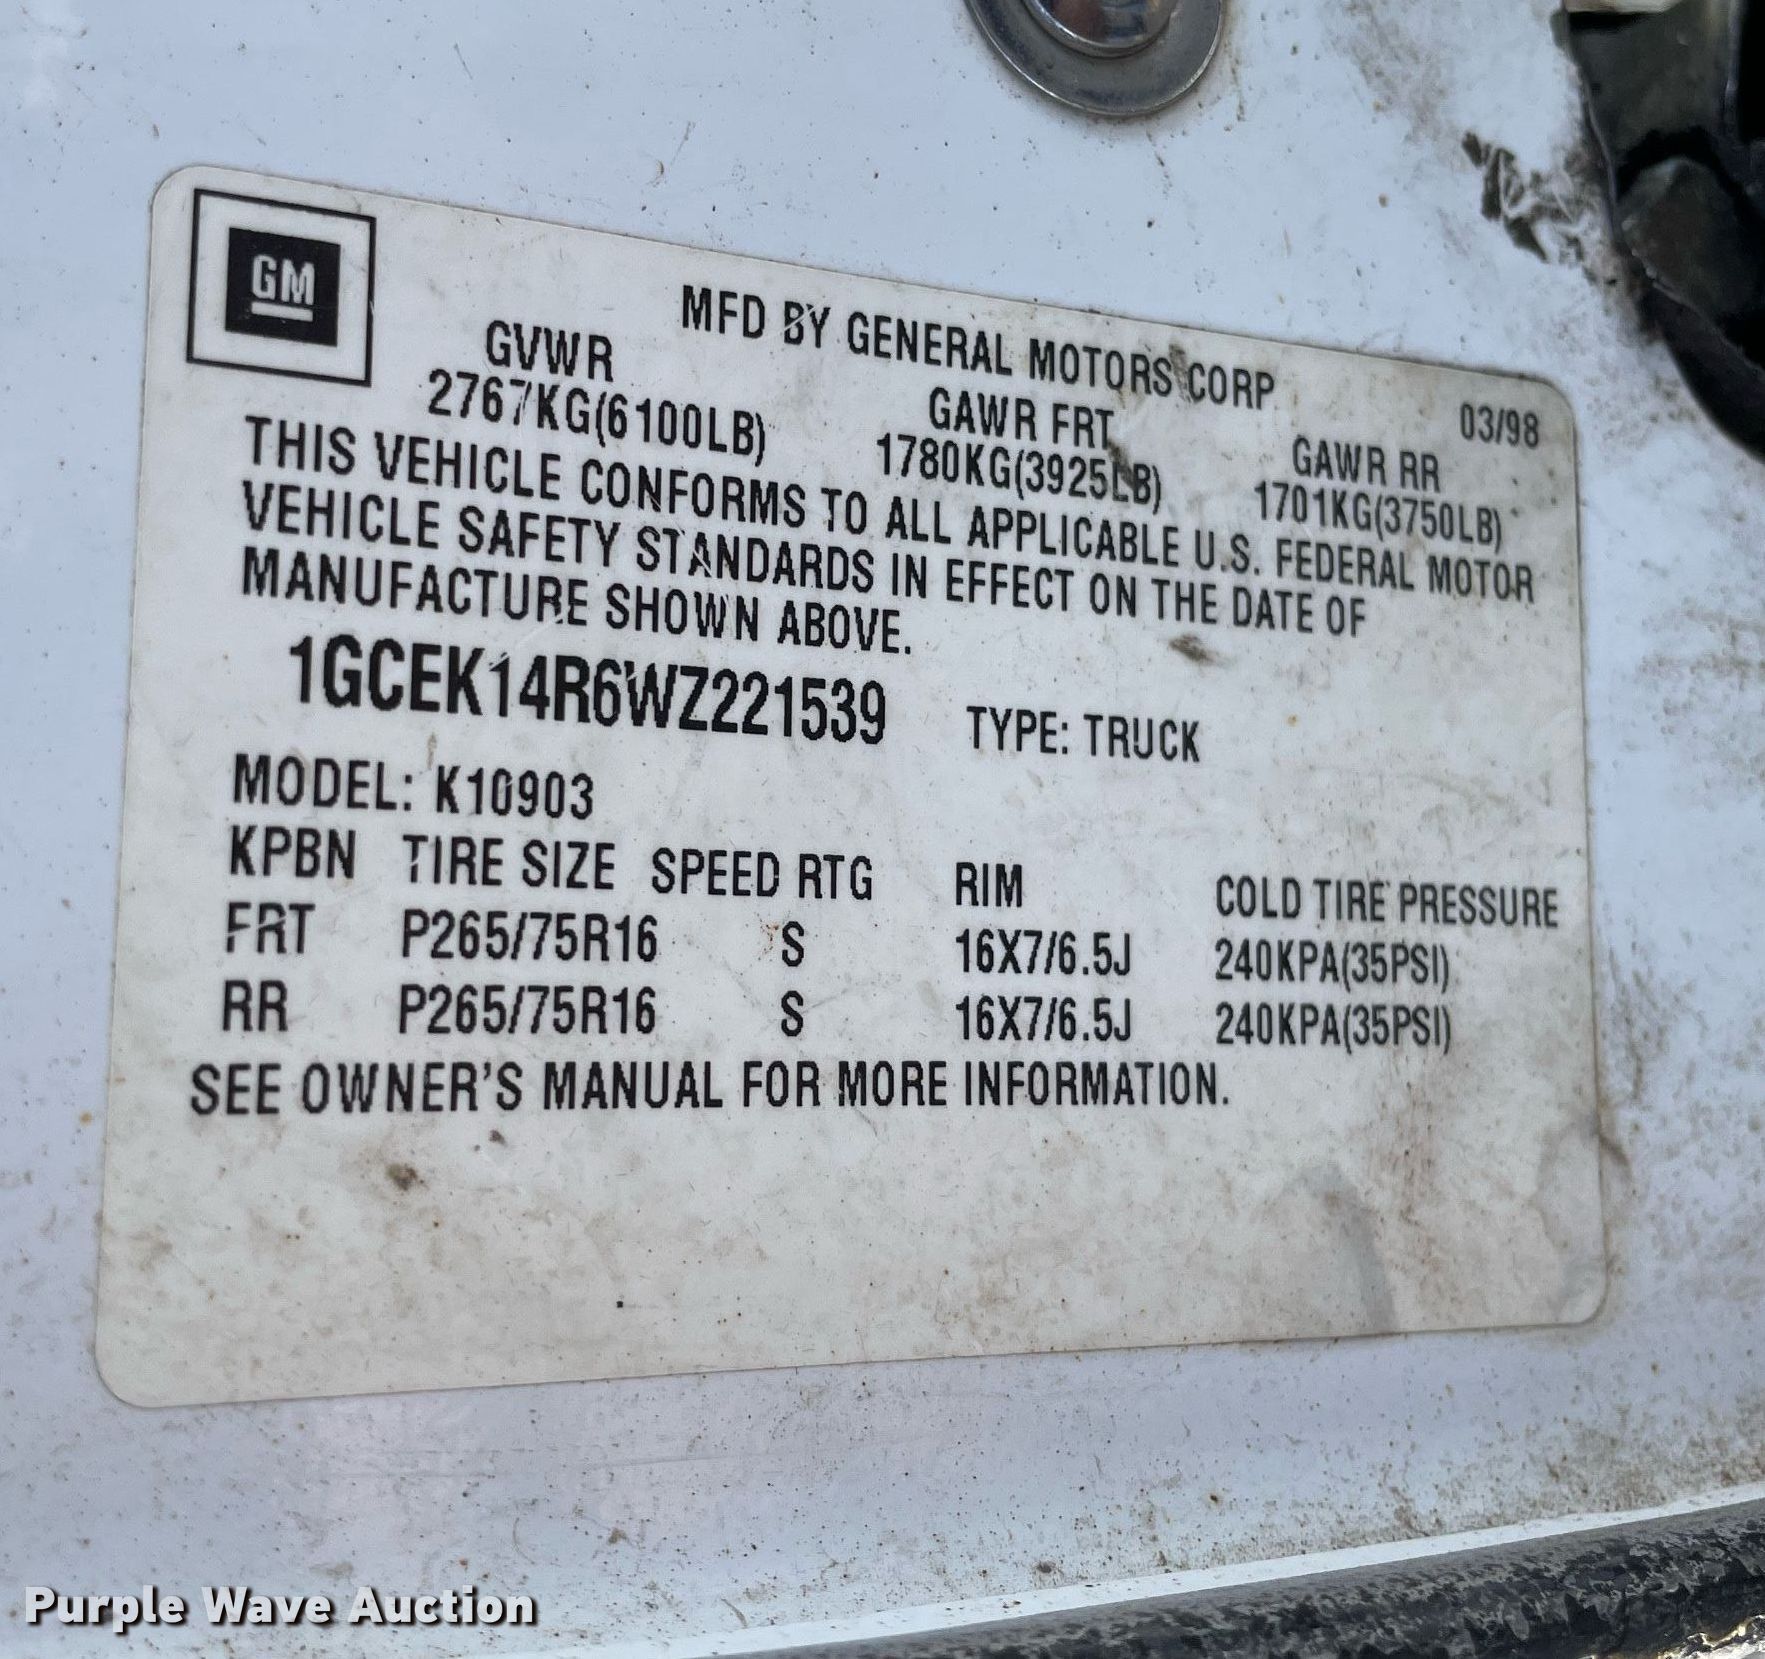 GM
MFD BY GENERAL MOTORS CORP
03/98
GVWR GAWR FRT GAWR RR
2767KG(6100LB) 1780KG(3925LB) 1701KG(3750LB)
THIS VEHICLE CONFORMS TO ALL APPLICABLE U.S. FEDERAL MOTOR
VEHICLE SAFETY STANDARDS IN EFFECT ON THE DATE OF
MANUFACTURE SHOWN ABOVE.
1GCEK14R6WZ221539 TYPE: TRUCK
MODEL: K10903
KPBN TIRE SIZE SPEED RTG RIM COLD TIRE PRESSURE
FRT P265/75R16 S 16X7/6.5J 240KPA(35PSI)
RR P265/75R16 S 16X7/6.5J 240KPA(35PSI)
SEE OWNER'S MANUAL FOR MORE INFORMATION.
Purple Wave Auction